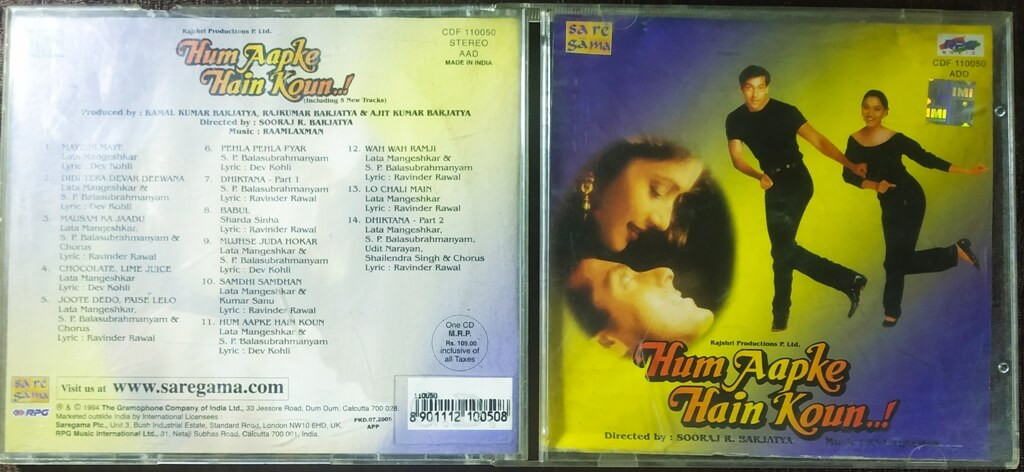 Rajshri Productions P. Ltd.
Hum Aapke
Hain Koun..!
(Including 5 New Tracks)
CDF 110050
STEREO
AAD
MADE IN INDIA
Produced by : KAMAL KUMAR BARJATYA, RAJKUMAR BARJATYA & AJIT KUMAR BARJATYA
Directed by : SOORAJ R. BARJATYA
Music : RAAMLAXMAN
1. MAYE NI MAYE
Lata Mangeshkar
Lyric : Dev Kohli
2. DIDI TERA DEVAR DEEWANA
Lata Mangeshkar &
S. P. Balasubrahmanyam
Lyric : Dev Kohli
3. MAUSAM KA JAADU
Lata Mangeshkar,
S. P. Balasubrahmanyam &
Chorus
Lyric : Ravinder Rawal
4. CHOCOLATE, LIME JUICE
Lata Mangeshkar
Lyric : Dev Kohli
5. JOOTE DEDO, PAISE LELO
Lata Mangeshkar,
S. P. Balasubrahmanyam &
Chorus
Lyric : Ravinder Rawal
6. PEHLA PEHLA PYAR
S. P. Balasubrahmanyam
Lyric : Dev Kohli
7. DHIKTANA - Part 1
S. P. Balasubrahmanyam
Lyric : Ravinder Rawal
8. BABUL
Sharda Sinha
Lyric : Ravinder Rawal
9. MUJHSE JUDA HOKAR
Lata Mangeshkar &
S. P. Balasubrahmanyam
Lyric : Dev Kohli
10. SAMDHI SAMDHAN
Lata Mangeshkar &
Kumar Sanu
Lyric : Ravinder Rawal
11. HUM AAPKE HAIN KOUN
Lata Mangeshkar &
S. P. Balasubrahmanyam
Lyric : Dev Kohli
12. WAH WAH RAMJI
Lata Mangeshkar &
S. P. Balasubrahmanyam
Lyric : Ravinder Rawal
13. LO CHALI MAIN
Lata Mangeshkar
Lyric : Ravinder Rawal
14. DHIKTANA - Part 2
Lata Mangeshkar,
S. P. Balasubrahmanyam,
Udit Narayan,
Shailendra Singh & Chorus
Lyric : Ravinder Rawal
One CD
M.R.P.
Rs. 109.00
inclusive of
all Taxes
sa re
ga ma
RPG
Visit us at www.saregama.com
℗ & © 1994 The Gramophone Company of India Ltd., 33 Jessore Road, Dum Dum, Calcutta 700 028.
Marketed outside India by International Licensees :
Saregama Plc., Unit 3, Bush Industrial Estate, Standard Road, London NW10 6HD, UK.
RPG Music International Ltd., 31, Netaji Subhas Road, Calcutta 700 001, India.
PKD.07.2005
APP
110050
8901112100508
sa re
ga ma
CDF 110050
ADD
IMI
IMI
Rajshri Productions P. Ltd.
Hum Aapke
Hain Koun..!
Directed by : SOORAJ R. BARJATYA